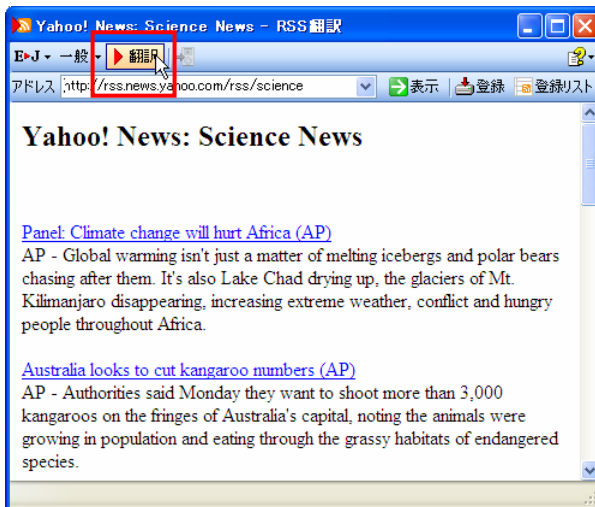 Yahoo! News: Science News - RSS翻訳
E▶J 一般 翻訳
アドレス http://rss.news.yahoo.com/rss/science 表示 登録 登録リスト
Yahoo! News: Science News
Panel: Climate change will hurt Africa (AP)
AP - Global warming isn't just a matter of melting icebergs and polar bears
chasing after them. It's also Lake Chad drying up, the glaciers of Mt.
Kilimanjaro disappearing, increasing extreme weather, conflict and hungry
people throughout Africa.
Australia looks to cut kangaroo numbers (AP)
AP - Authorities said Monday they want to shoot more than 3,000
kangaroos on the fringes of Australia's capital, noting the animals were
growing in population and eating through the grassy habitats of endangered
species.